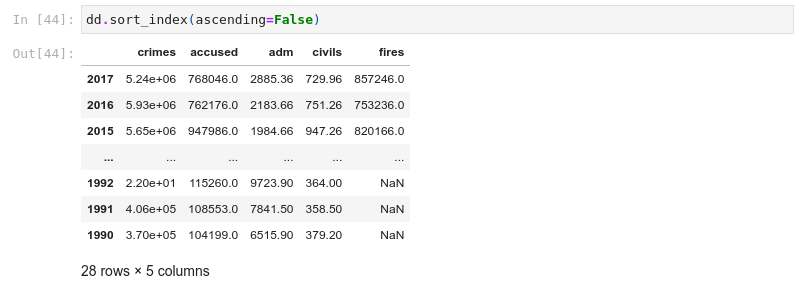 In [44]: dd.sort_index(ascending=False)
Out[44]:
crimes accused adm civils fires
2017 5.24e+06 768046.0 2885.36 729.96 857246.0
2016 5.93e+06 762176.0 2183.66 751.26 753236.0
2015 5.65e+06 947986.0 1984.66 947.26 820166.0
... ... ... ... ... ...
1992 2.20e+01 115260.0 9723.90 364.00 NaN
1991 4.06e+05 108553.0 7841.50 358.50 NaN
1990 3.70e+05 104199.0 6515.90 379.20 NaN
28 rows × 5 columns